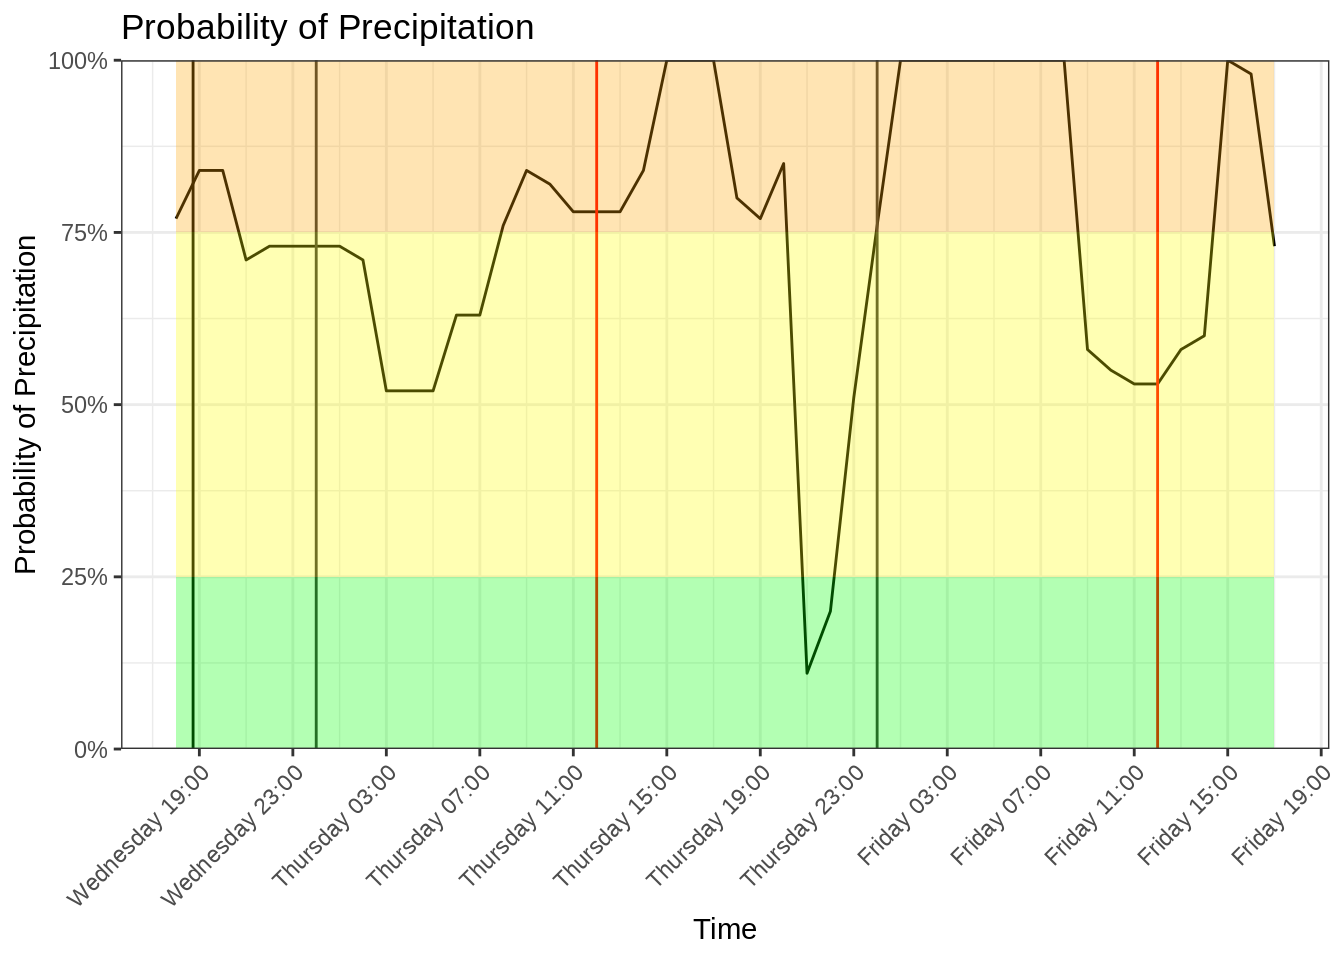 Probability of Precipitation
Probability of Precipitation
100%
75%
50%
25%
0%
Wednesday 19:00
Wednesday 23:00
Thursday 03:00
Thursday 07:00
Thursday 11:00
Thursday 15:00
Thursday 19:00
Thursday 23:00
Friday 03:00
Friday 07:00
Friday 11:00
Friday 15:00
Friday 19:00
Time